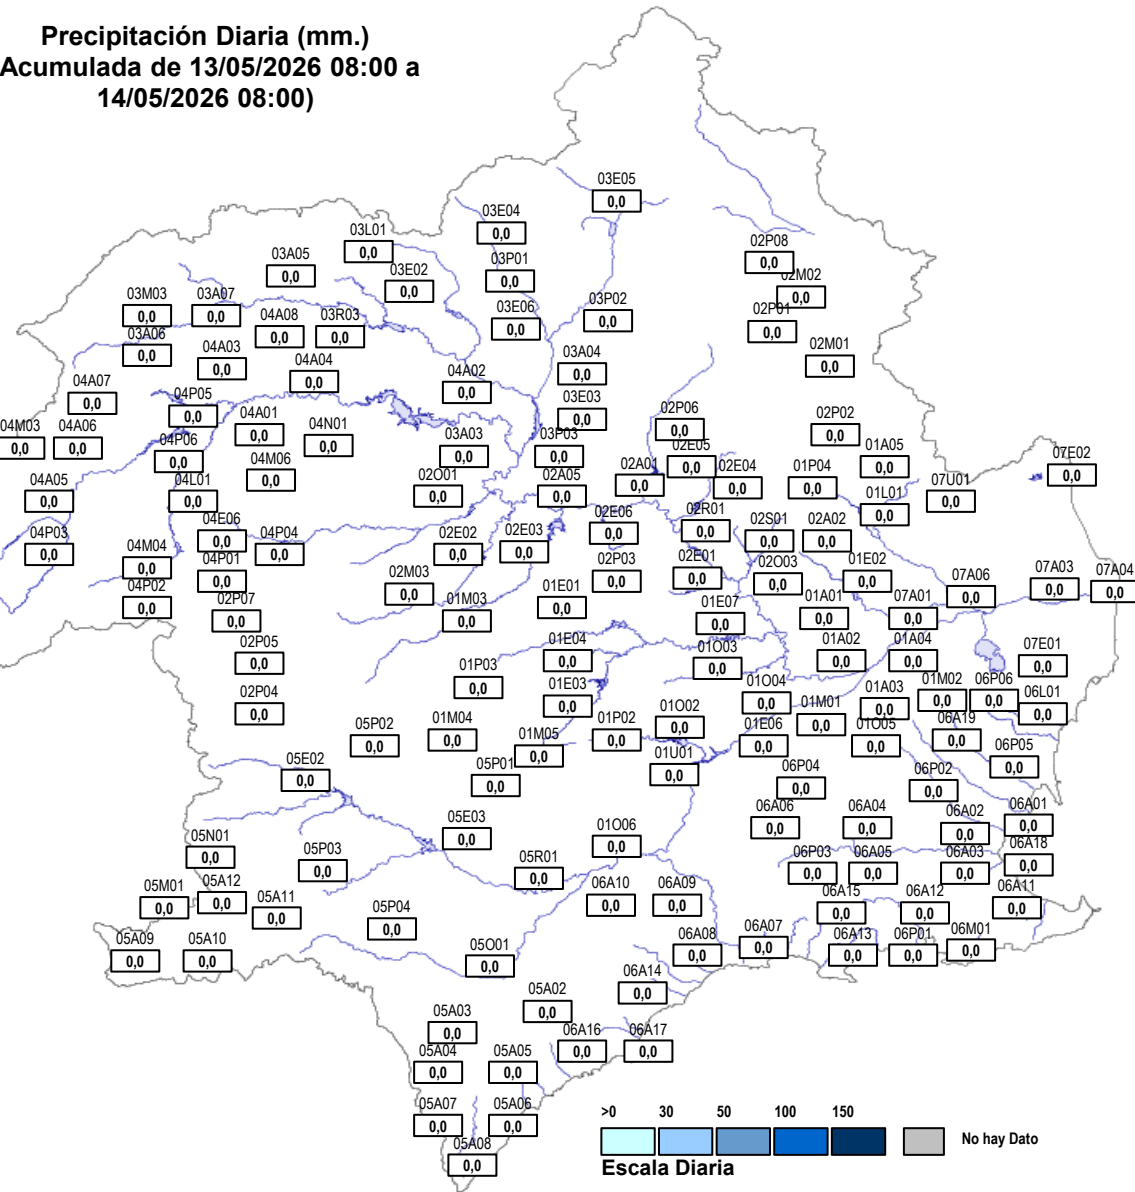 Precipitación Diaria (mm.)
Acumulada de 13/05/2026 08:00 a
14/05/2026 08:00)
03E05
0,0
03E04
0,0
03L01
0,0
02P08
0,0
03A05
0,0
03P01
0,0
03E02
0,0
02M02
0,0
03M03
0,0
03A07
0,0
03P02
0,0
04A08
0,0
03R03
0,0
03E06
0,0
02P01
0,0
03A06
0,0
04A03
0,0
03A04
0,0
02M01
0,0
04A04
0,0
04A02
0,0
04A07
0,0
04P05
0,0
03E03
0,0
02P06
0,0
02P02
0,0
04M03
0,0
04A06
0,0
04A01
0,0
04N01
0,0
03A03
0,0
03P03
0,0
02E05
0,0
01A05
0,0
07E02
0,0
04P06
0,0
04M06
0,0
02O01
0,0
02A05
0,0
02A01
0,0
02E04
0,0
01P04
0,0
07U01
0,0
04A05
0,0
04L01
0,0
01L01
0,0
04E06
0,0
02E06
0,0
02R01
0,0
02S01
0,0
02A02
0,0
04P03
0,0
04P04
0,0
02E02
0,0
02E03
0,0
04M04
0,0
04P01
0,0
02P03
0,0
02E01
0,0
02O03
0,0
01E02
0,0
02M03
0,0
07A06
0,0
07A03
0,0
07A04
0,0
04P02
0,0
02P07
0,0
01M03
0,0
01E01
0,0
01E07
0,0
01A01
0,0
07A01
0,0
02P05
0,0
01E04
0,0
01O03
0,0
01A02
0,0
01A04
0,0
07E01
0,0
01P03
0,0
02P04
0,0
01E03
0,0
01O04
0,0
01A03
0,0
01M02
0,0
06P06
0,0
06L01
0,0
05P02
0,0
01M04
0,0
01M05
0,0
01P02
0,0
01O02
0,0
01E06
0,0
01M01
0,0
01O05
0,0
06A19
0,0
05E02
0,0
05P01
0,0
01U01
0,0
06P04
0,0
06P02
0,0
06P05
0,0
05E03
0,0
01O06
0,0
06A06
0,0
06A04
0,0
06A02
0,0
06A01
0,0
05N01
0,0
05P03
0,0
05R01
0,0
06P03
0,0
06A05
0,0
06A03
0,0
06A18
0,0
05M01
0,0
05A12
0,0
05A11
0,0
06A10
0,0
06A09
0,0
06A15
0,0
06A12
0,0
06A11
0,0
05P04
0,0
05A09
0,0
05A10
0,0
05O01
0,0
06A08
0,0
06A07
0,0
06A13
0,0
06P01
0,0
06M01
0,0
06A14
0,0
05A02
0,0
05A03
0,0
06A16
0,0
06A17
0,0
05A04
0,0
05A05
0,0
05A07
0,0
05A06
0,0
05A08
0,0
>0 30 50 100 150
No hay Dato
Escala Diaria